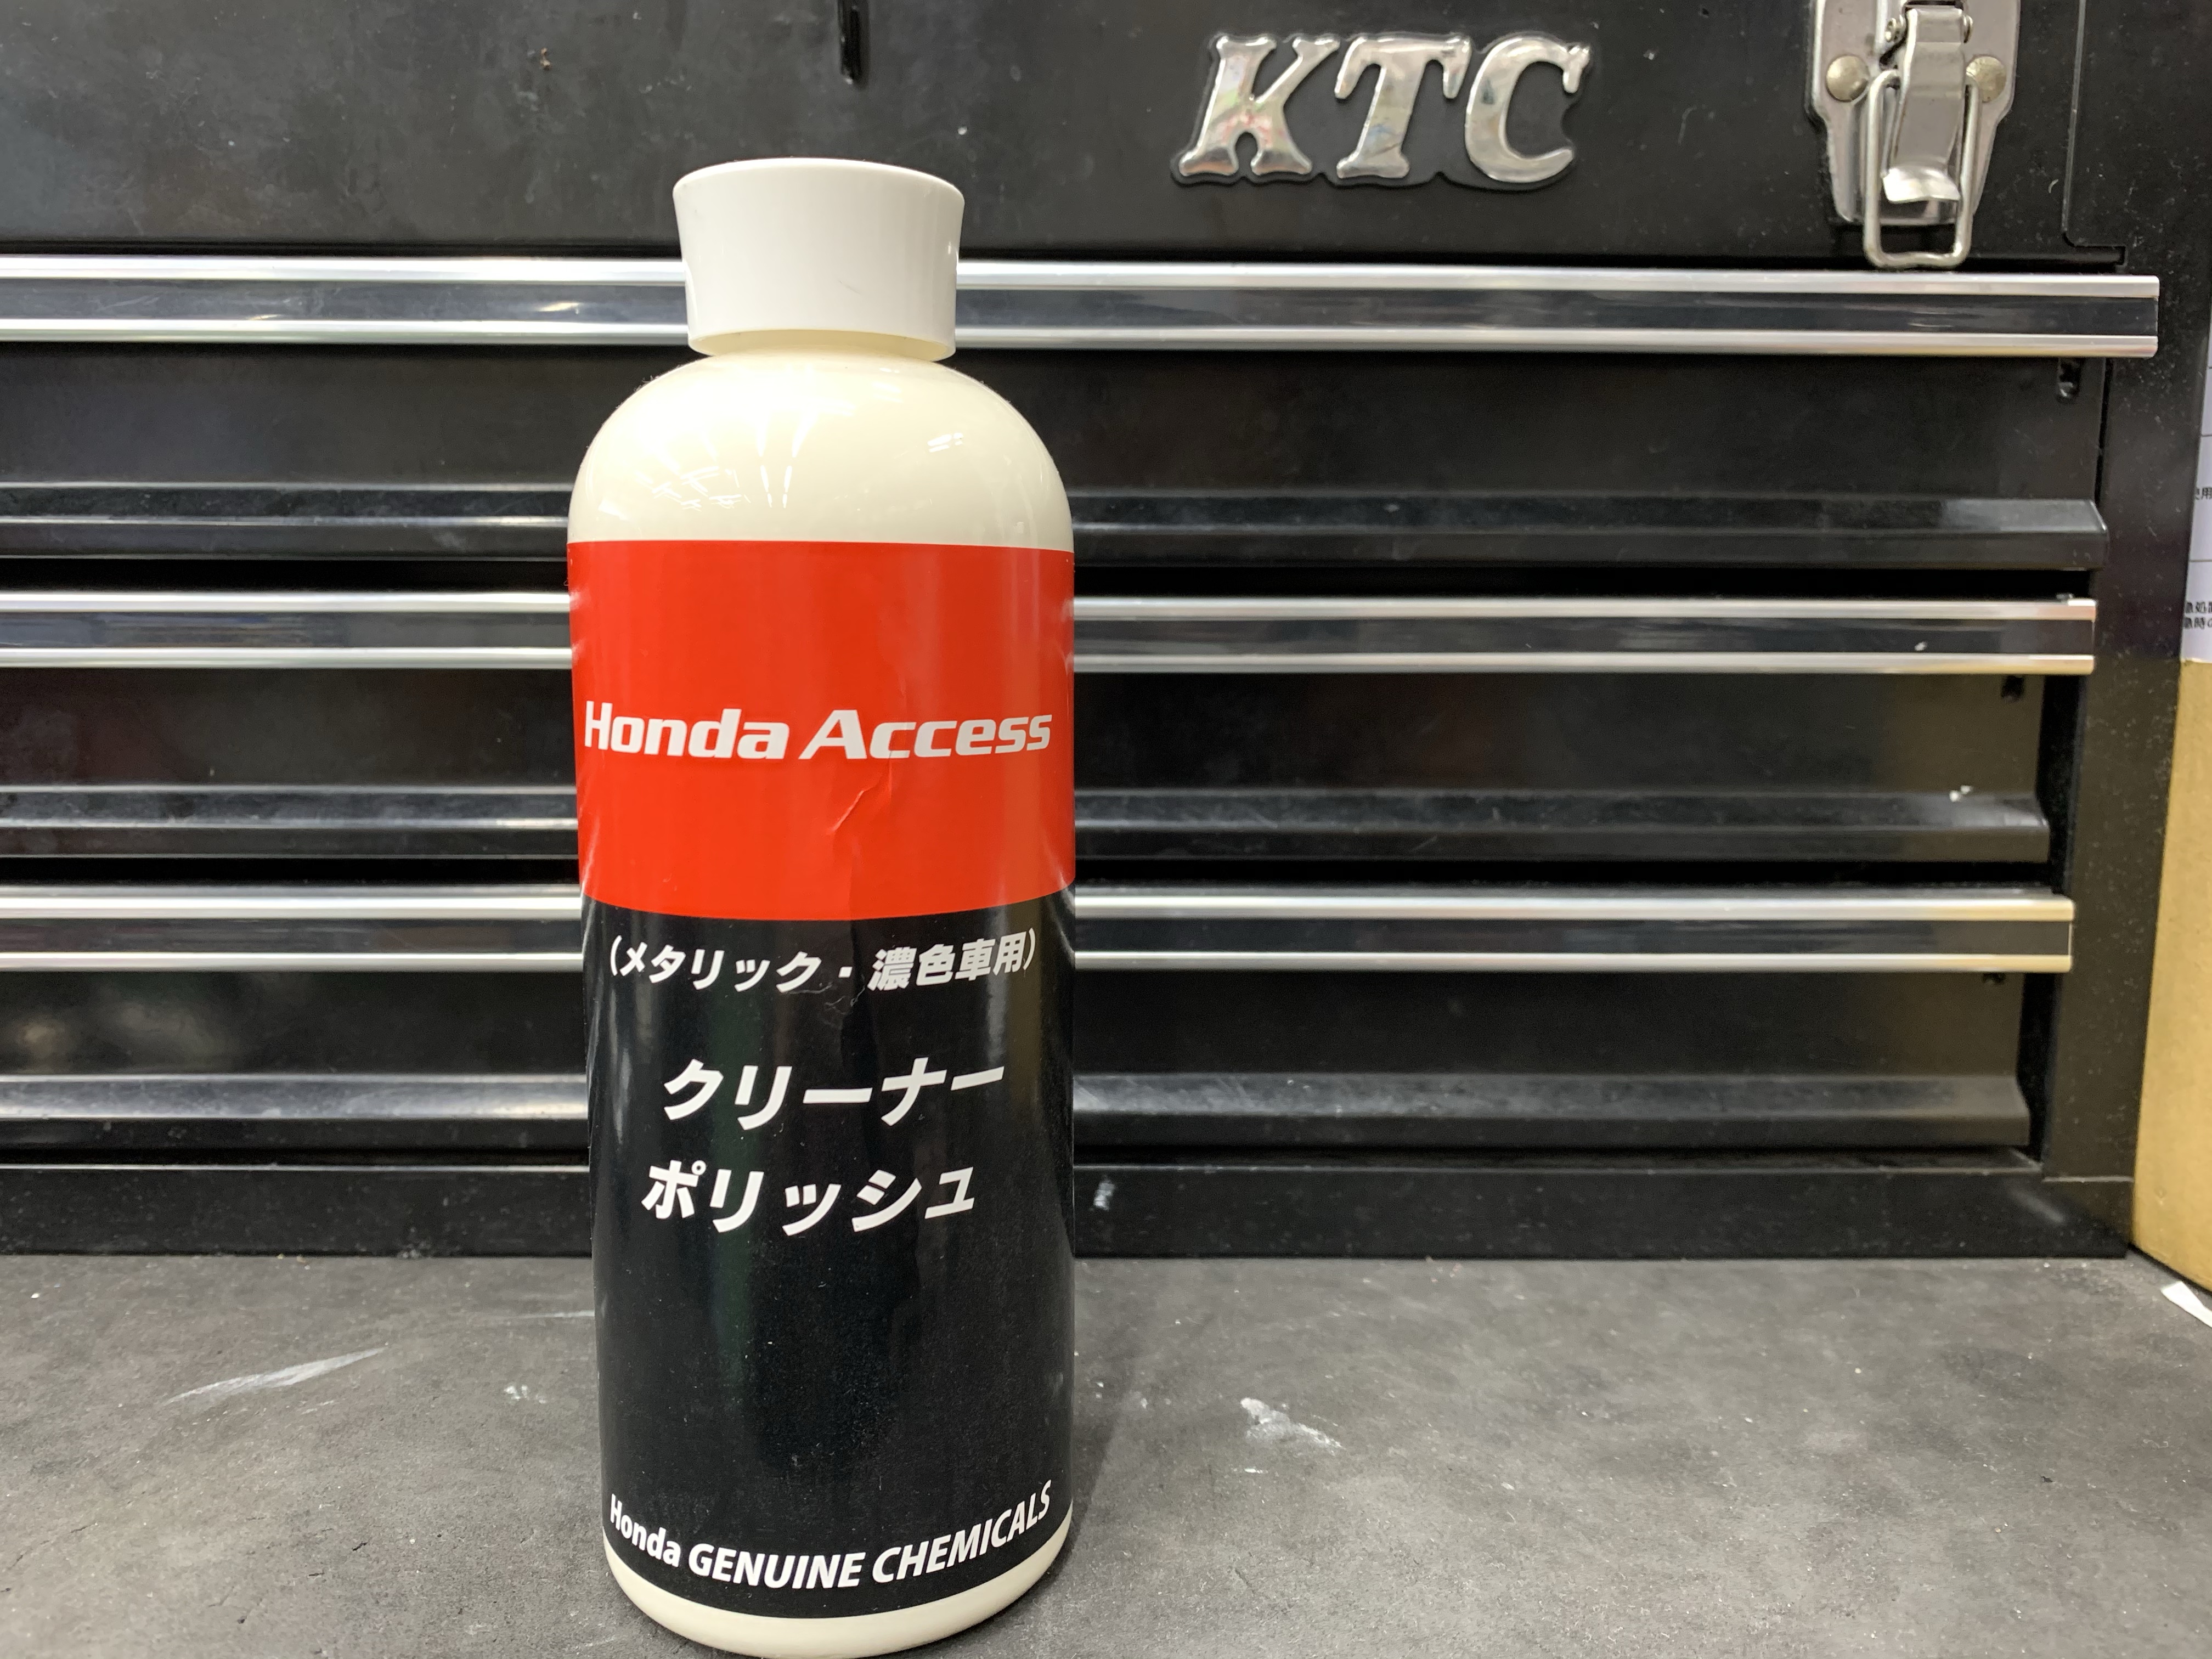 KTC
Honda Access
（メタリック・濃色車用）
クリーナー
ポリッシュ
Honda GENUINE CHEMICALS